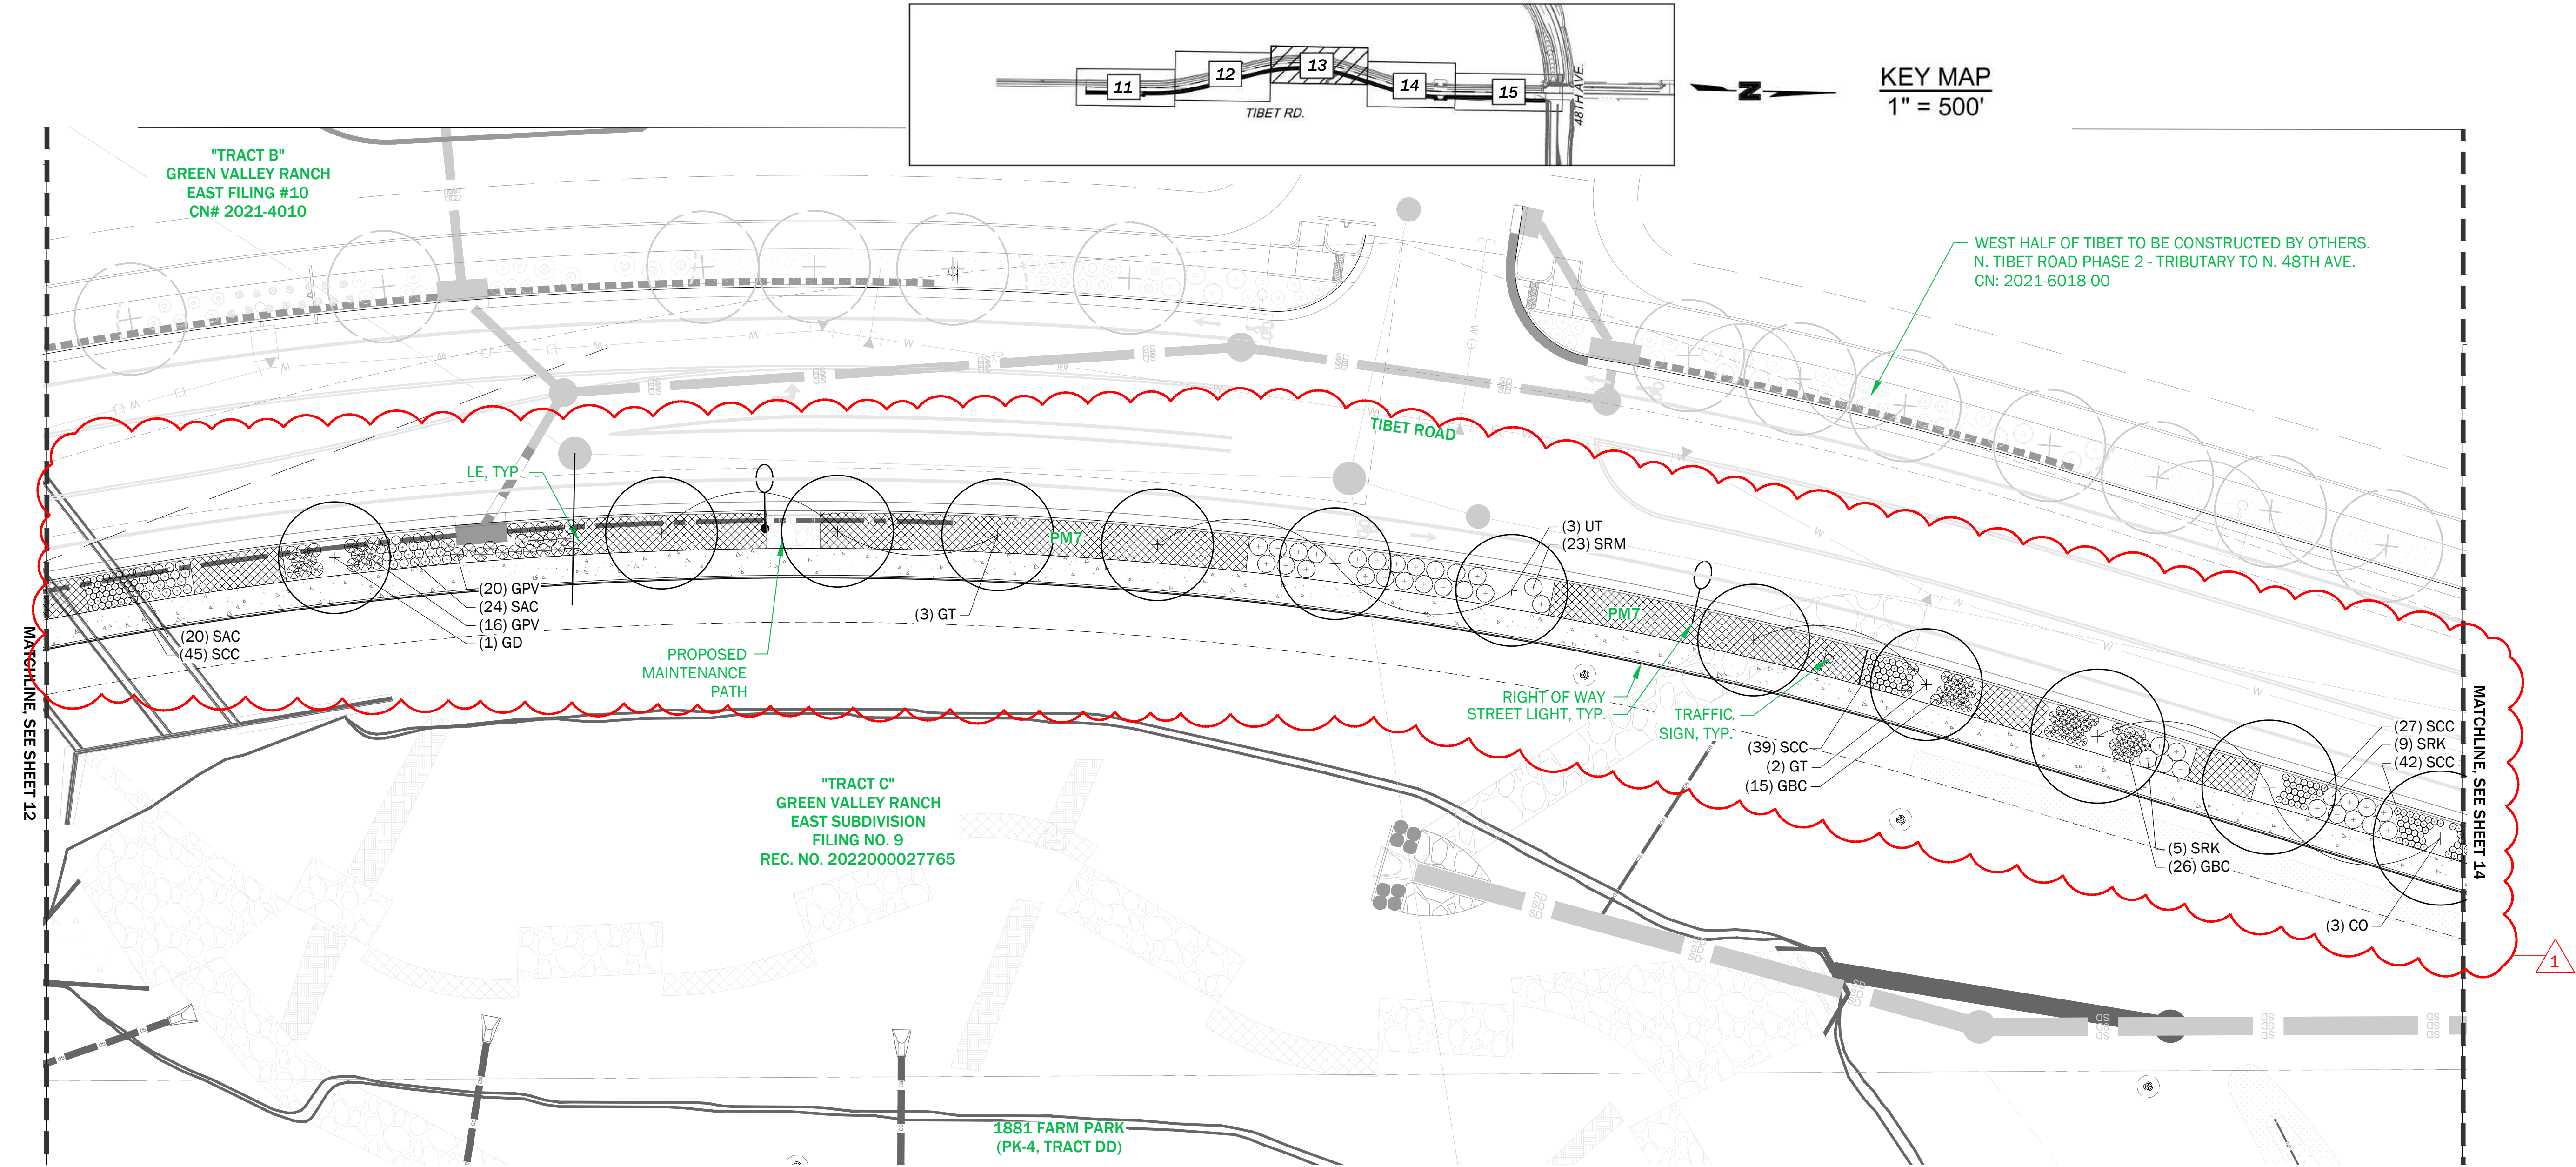 11
12
13
14
15
TIBET RD.
48TH AVE.
N
KEY MAP
1" = 500'
"TRACT B"
GREEN VALLEY RANCH
EAST FILING #10
CN# 2021-4010
WEST HALF OF TIBET TO BE CONSTRUCTED BY OTHERS.
N. TIBET ROAD PHASE 2 - TRIBUTARY TO N. 48TH AVE.
CN: 2021-6018-00
TIBET ROAD
LE, TYP.
PM7
(3) UT
(23) SRM
(20) GPV
(24) SAC
(16) GPV
(1) GD
(3) GT
PM7
(20) SAC
(45) SCC
PROPOSED
MAINTENANCE
PATH
RIGHT OF WAY
STREET LIGHT, TYP.
TRAFFIC
SIGN, TYP.
(39) SCC
(2) GT
(15) GBC
(27) SCC
(9) SRK
(42) SCC
(5) SRK
(26) GBC
(3) CO
MATCHLINE, SEE SHEET 12
MATCHLINE, SEE SHEET 14
1
"TRACT C"
GREEN VALLEY RANCH
EAST SUBDIVISION
FILING NO. 9
REC. NO. 2022000027765
1881 FARM PARK
(PK-4, TRACT DD)